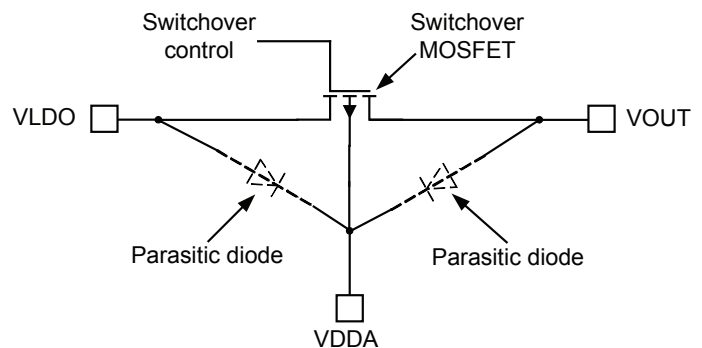 Switchover
control
Switchover
MOSFET
VLDO
VOUT
Parasitic diode
Parasitic diode
VDDA